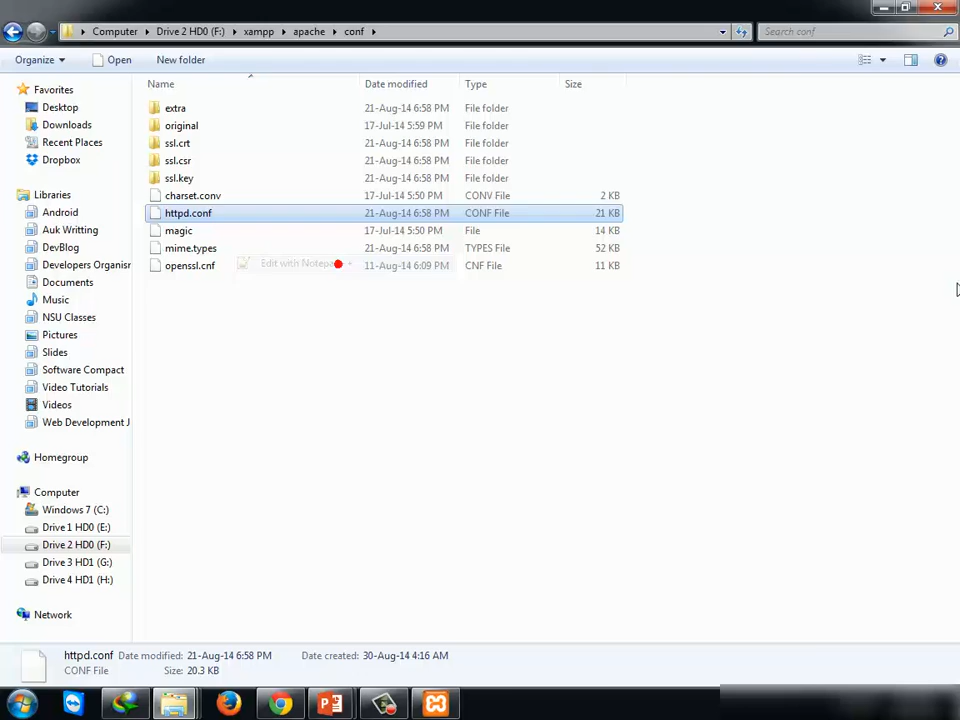 Computer Drive 2 HD0 (F:) xampp apache conf
Search conf
Organize Open New folder
Name Date modified Type Size
Favorites
Desktop
Downloads
Recent Places
Dropbox
Libraries
Android
Auk Writting
DevBlog
Developers Organisr
Documents
Music
NSU Classes
Pictures
Slides
Software Compact
Video Tutorials
Videos
Web Development J
Homegroup
Computer
Windows 7 (C:)
Drive 1 HD0 (E:)
Drive 2 HD0 (F:)
Drive 3 HD1 (G:)
Drive 4 HD1 (H:)
Network
extra 21-Aug-14 6:58 PM File folder
original 17-Jul-14 5:59 PM File folder
ssl.crt 21-Aug-14 6:58 PM File folder
ssl.csr 21-Aug-14 6:58 PM File folder
ssl.key 21-Aug-14 6:58 PM File folder
charset.conv 17-Jul-14 5:50 PM CONV File 2 KB
httpd.conf 21-Aug-14 6:58 PM CONF File 21 KB
magic 17-Jul-14 5:50 PM File 14 KB
mime.types 21-Aug-14 6:58 PM TYPES File 52 KB
openssl.cnf 11-Aug-14 6:09 PM CNF File 11 KB
Edit with
httpd.conf Date modified: 21-Aug-14 6:58 PM Date created: 30-Aug-14 4:16 AM
CONF File Size: 20.3 KB